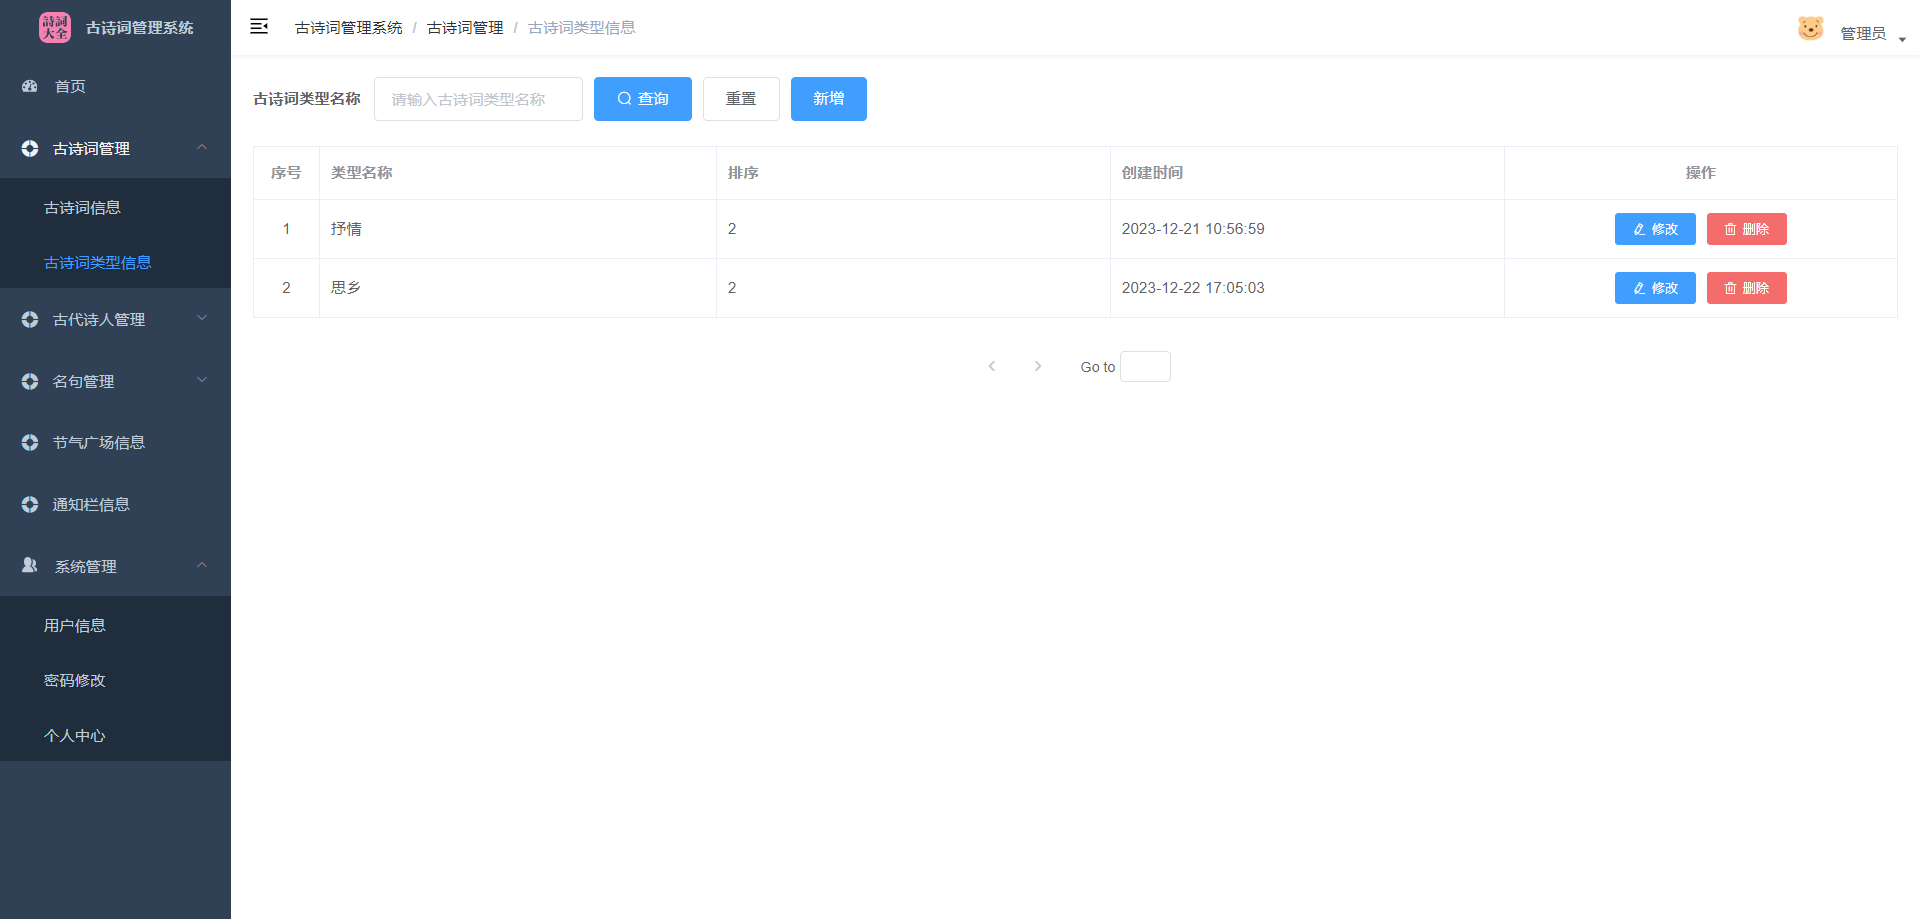 詩詞
大全
古诗词管理系统
首页
古诗词管理
古诗词信息
古诗词类型信息
古代诗人管理
名句管理
节气广场信息
通知栏信息
系统管理
用户信息
密码修改
个人中心
古诗词管理系统 / 古诗词管理 / 古诗词类型信息
管理员
古诗词类型名称 请输入古诗词类型名称 查询 重置 新增
序号 类型名称 排序 创建时间 操作
1 抒情 2 2023-12-21 10:56:59 修改 删除
2 思乡 2 2023-12-22 17:05:03 修改 删除
Go to